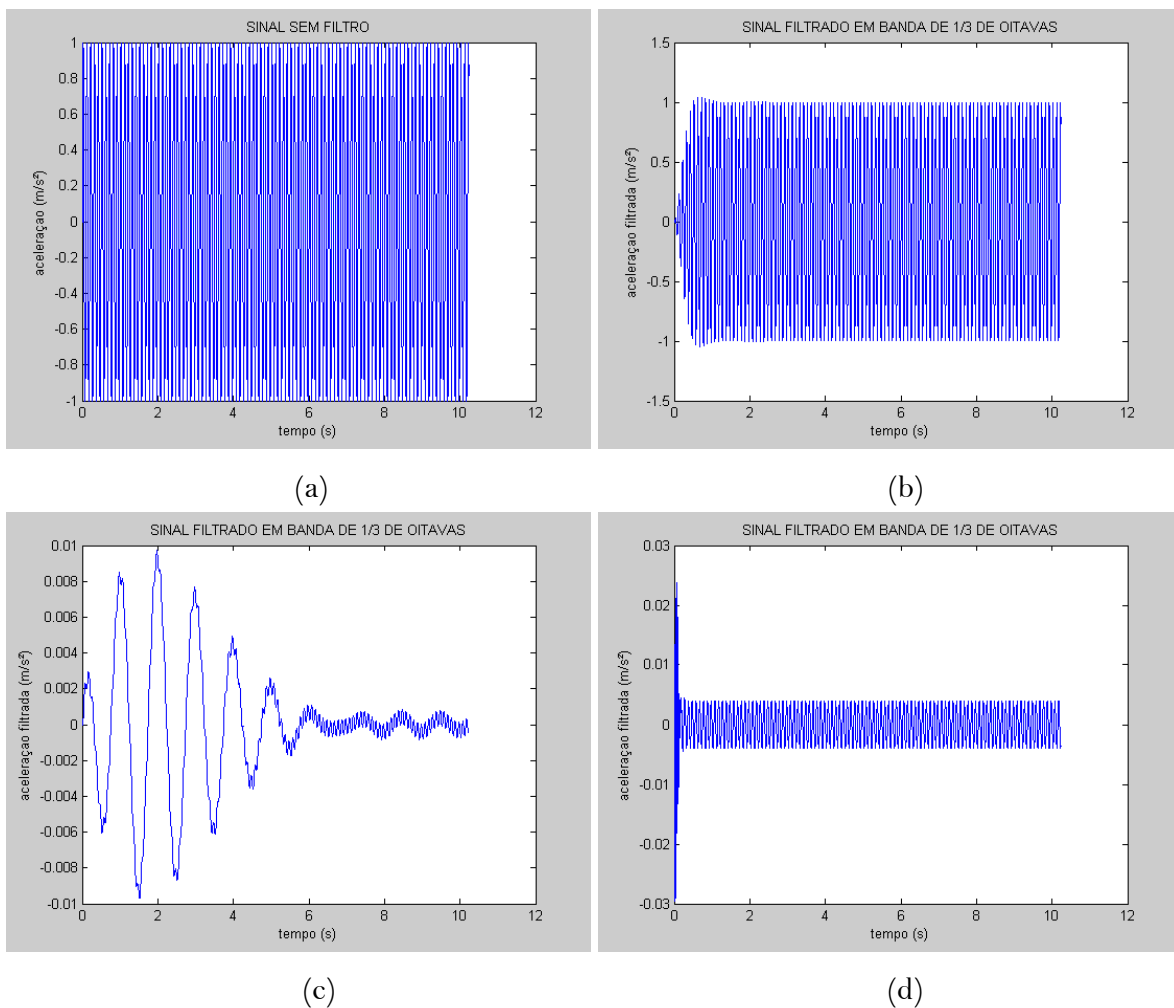 SINAL SEM FILTRO
1
0.8
0.6
0.4
0.2
0
-0.2
-0.4
-0.6
-0.8
-1
aceleraçao (m/s²)
0 2 4 6 8 10 12
tempo (s)
(a)
SINAL FILTRADO EM BANDA DE 1/3 DE OITAVAS
1.5
1
0.5
0
-0.5
-1
-1.5
aceleraçao filtrada (m/s²)
0 2 4 6 8 10 12
tempo (s)
(b)
SINAL FILTRADO EM BANDA DE 1/3 DE OITAVAS
0.01
0.008
0.006
0.004
0.002
0
-0.002
-0.004
-0.006
-0.008
-0.01
aceleraçao filtrada (m/s²)
0 2 4 6 8 10 12
tempo (s)
(c)
SINAL FILTRADO EM BANDA DE 1/3 DE OITAVAS
0.03
0.02
0.01
0
-0.01
-0.02
-0.03
aceleraçao filtrada (m/s²)
0 2 4 6 8 10 12
tempo (s)
(d)